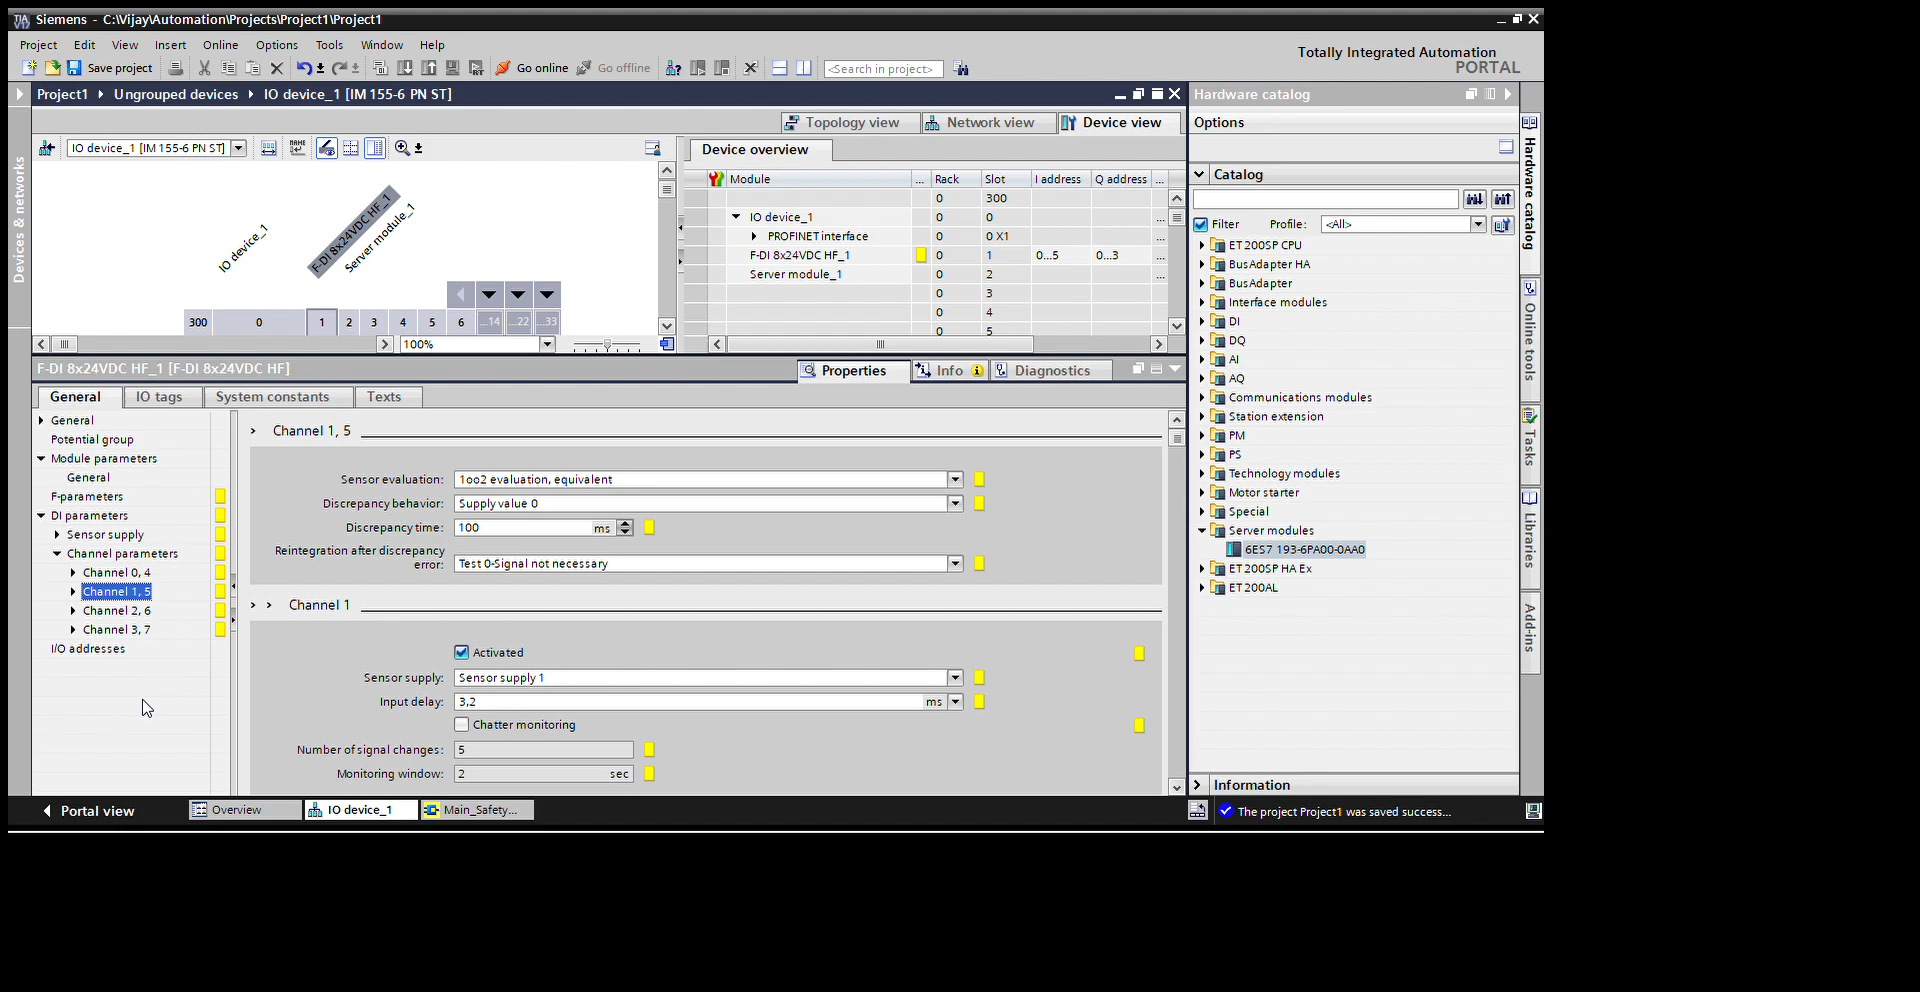 Siemens - C:\Vijay\Automation\Projects\Project1\Project1
Project Edit View Insert Online Options Tools Window Help
Totally Integrated Automation
PORTAL
Save project Go online Go offline <Search in project>
Project1 Ungrouped devices IO device_1 [IM 155-6 PN ST]
Topology view Network view Device view
IO device_1 [IM 155-6 PN ST]
100%
IO device_1
F-DI 8x24VDC HF_1
Server module_1
300 0 1 2 3 4 5 6 ...14 ...22 ...33
Device overview
Module ... Rack Slot I address Q address ...
0 300
IO device_1 0 0 ...
PROFINET interface 0 0 X1 ...
F-DI 8x24VDC HF_1 0 1 0...5 0...3 ...
Server module_1 0 2 ...
0 3
0 4
0 5
Devices & networks
F-DI 8x24VDC HF_1 [F-DI 8x24VDC HF]
Properties Info Diagnostics
General IO tags System constants Texts
General
Potential group
Module parameters
General
F-parameters
DI parameters
Sensor supply
Channel parameters
Channel 0, 4
Channel 1, 5
Channel 2, 6
Channel 3, 7
I/O addresses
Channel 1, 5
Sensor evaluation: 1oo2 evaluation, equivalent
Discrepancy behavior: Supply value 0
Discrepancy time: 100 ms
Reintegration after discrepancy
error: Test 0-Signal not necessary
Channel 1
Activated
Sensor supply: Sensor supply 1
Input delay: 3,2 ms
Chatter monitoring
Number of signal changes: 5
Monitoring window: 2 sec
Hardware catalog
Options
Catalog
Filter Profile: <All>
ET 200SP CPU
BusAdapter HA
BusAdapter
Interface modules
DI
DQ
AI
AQ
Communications modules
Station extension
PM
PS
Technology modules
Motor starter
Special
Server modules
6ES7 193-6PA00-0AA0
ET 200SP HA Ex
ET 200AL
Information
Hardware catalog
Online tools
Tasks
Libraries
Add-ins
Portal view Overview IO device_1 Main_Safety... The project Project1 was saved success...